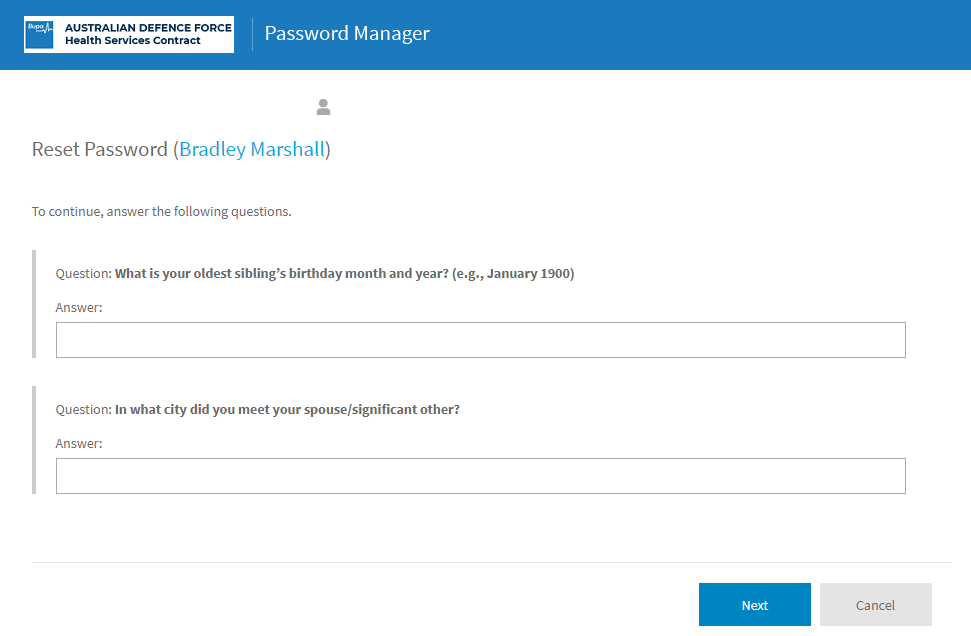 Bupa
AUSTRALIAN DEFENCE FORCE
Health Services Contract
Password Manager
Reset Password (Bradley Marshall)
To continue, answer the following questions.
Question: What is your oldest sibling’s birthday month and year? (e.g., January 1900)
Answer:
Question: In what city did you meet your spouse/significant other?
Answer:
Next
Cancel